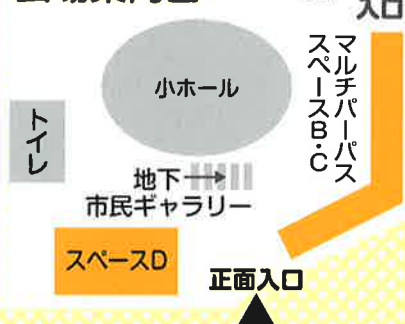 入口
小ホール
マルチパーパス
スペースB・C
トイレ
地下→
市民ギャラリー
スペースD
正面入口